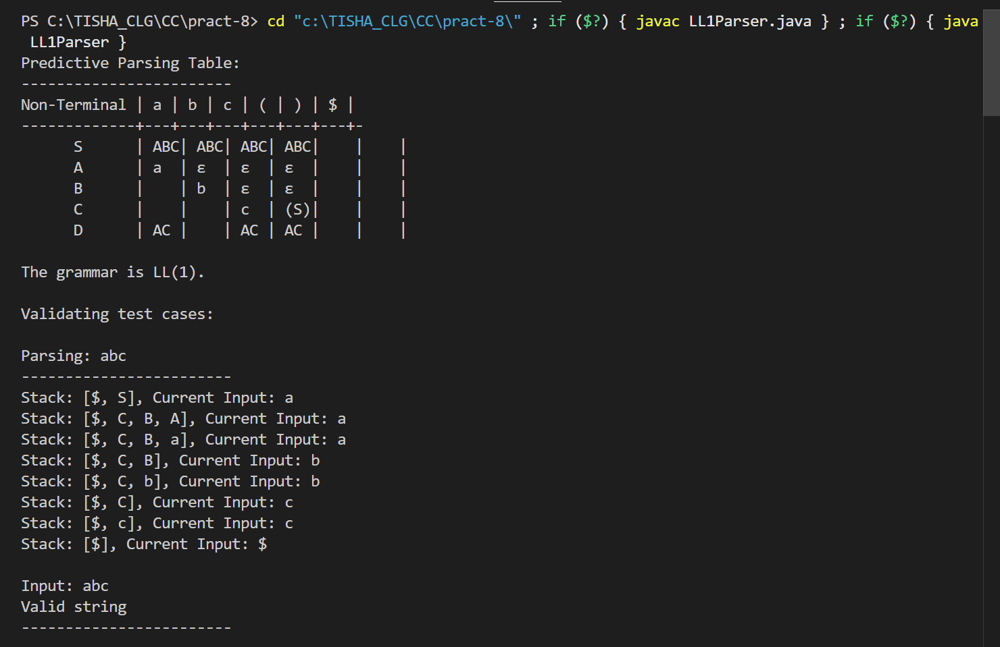 PS C:\TISHA_CLG\CC\pract-8> cd "c:\TISHA_CLG\CC\pract-8\" ; if ($?) { javac LL1Parser.java } ; if ($?) { java
 LL1Parser }
Predictive Parsing Table:
------------------------
Non-Terminal | a | b | c | ( | ) | $ |
-------------+---+---+---+---+---+---+-
      S      | ABC| ABC| ABC| ABC|    |    |
      A      | a  | ε  | ε  | ε  |    |    |
      B      |    | b  | ε  | ε  |    |    |
      C      |    |    | c  | (S)|    |    |
      D      | AC |    | AC | AC |    |    |
The grammar is LL(1).
Validating test cases:
Parsing: abc
------------------------
Stack: [$, S], Current Input: a
Stack: [$, C, B, A], Current Input: a
Stack: [$, C, B, a], Current Input: a
Stack: [$, C, B], Current Input: b
Stack: [$, C, b], Current Input: b
Stack: [$, C], Current Input: c
Stack: [$, c], Current Input: c
Stack: [$], Current Input: $
Input: abc
Valid string
------------------------